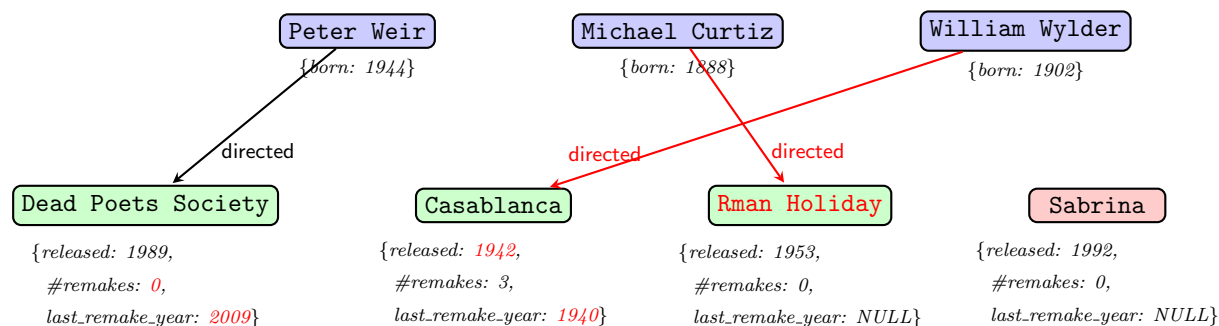 Peter Weir
Michael Curtiz
William Wylder
{born: 1944}
{born: 1888}
{born: 1902}
directed
directed
directed
Dead Poets Society
Casablanca
Rman Holiday
Sabrina
{released: 1989,
#remakes: 0,
last_remake_year: 2009}
{released: 1942,
#remakes: 3,
last_remake_year: 1940}
{released: 1953,
#remakes: 0,
last_remake_year: NULL}
{released: 1992,
#remakes: 0,
last_remake_year: NULL}